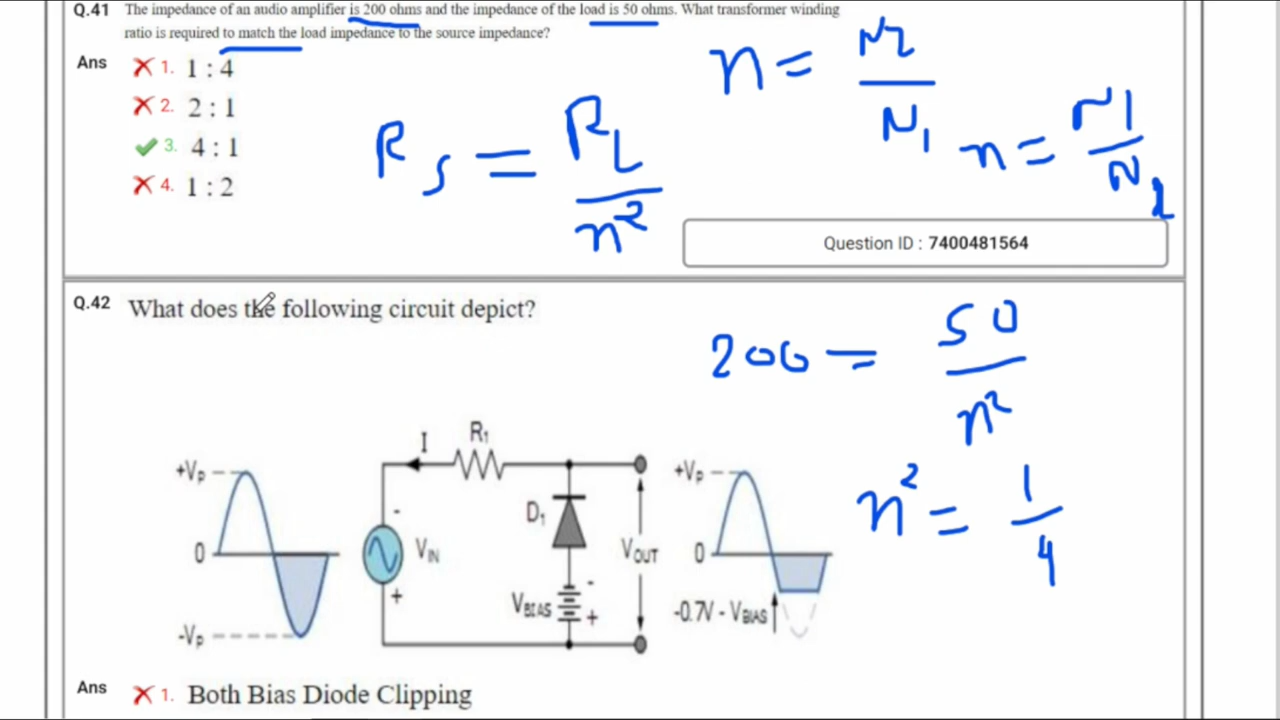 Q.41 The impedance of an audio amplifier is 200 ohms and the impedance of the load is 50 ohms. What transformer winding
ratio is required to match the load impedance to the source impedance?
Ans 1. 1 : 4
2. 2 : 1
3. 4 : 1
4. 1 : 2
n = N2 / N1
n = N1 / N2
RS = RL / n²
Question ID : 7400481564
Q.42 What does the following circuit depict?
200 = 50 / n²
n² = 1 / 4
+Vp
0
-Vp
I
R1
-
VIN
+
D1
VBIAS
-
+
VOUT
+Vp
0
-0.7V - VBIAS
Ans 1. Both Bias Diode Clipping